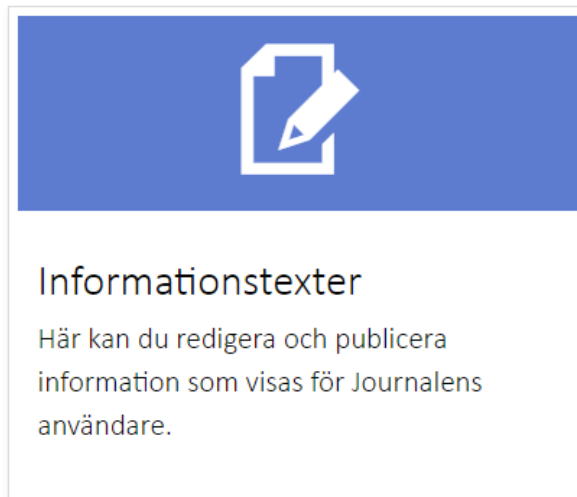 Informationstexter
Här kan du redigera och publicera
information som visas för Journalens
användare.